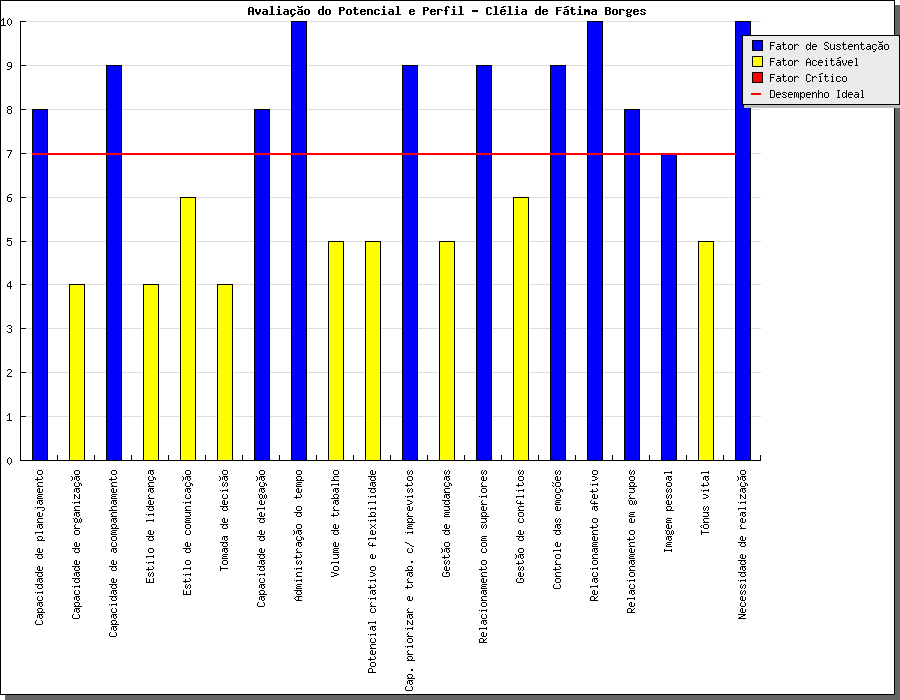 Avaliação do Potencial e Perfil - Clélia de Fátima Borges
Fator de Sustentação
Fator Aceitável
Fator Crítico
Desempenho Ideal
10
9
8
7
6
5
4
3
2
1
0
Capacidade de planejamento
Capacidade de organização
Capacidade de acompanhamento
Estilo de liderança
Estilo de comunicação
Tomada de decisão
Capacidade de delegação
Administração do tempo
Volume de trabalho
Potencial criativo e flexibilidade
Cap. priorizar e trab. c/ imprevistos
Gestão de mudanças
Relacionamento com superiores
Gestão de conflitos
Controle das emoções
Relacionamento afetivo
Relacionamento em grupos
Imagem pessoal
Tônus vital
Necessidade de realização